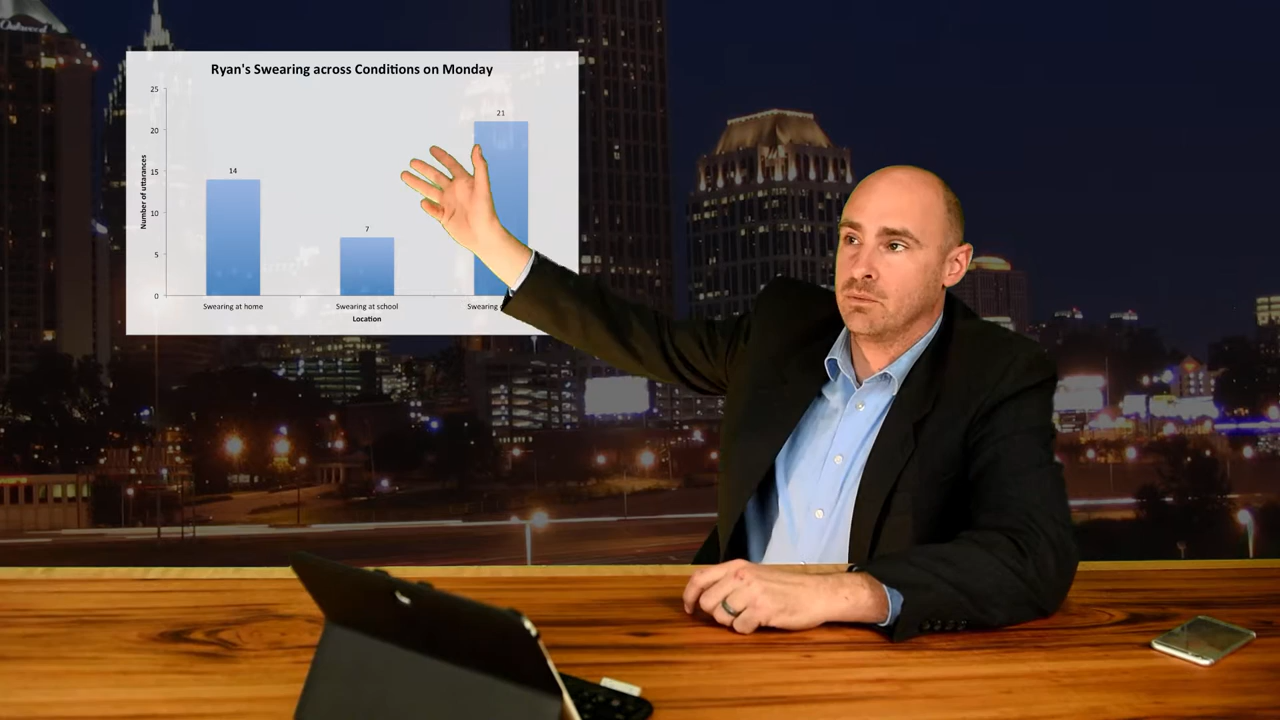 Ryan's Swearing across Conditions on Monday
25
20
15
10
5
0
Number of uttarances
14
7
21
Swearing at home
Swearing at school
Swearing
Location